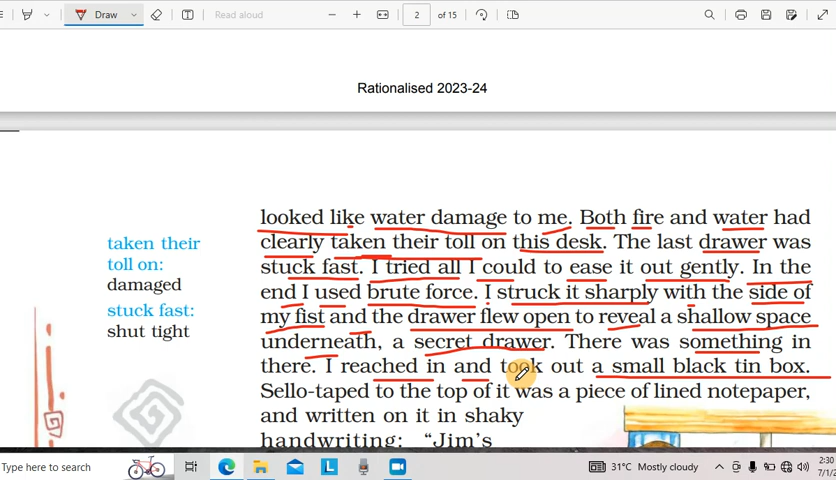 Draw
Read aloud
2
of 15
Rationalised 2023-24
looked like water damage to me. Both fire and water had
clearly taken their toll on this desk. The last drawer was
stuck fast. I tried all I could to ease it out gently. In the
end I used brute force. I struck it sharply with the side of
my fist and the drawer flew open to reveal a shallow space
underneath, a secret drawer. There was something in
there. I reached in and took out a small black tin box.
Sello-taped to the top of it was a piece of lined notepaper,
and written on it in shaky
handwriting: “Jim's
taken their
toll on:
damaged
stuck fast:
shut tight
Type here to search
31°C Mostly cloudy
2:30
7/1/2